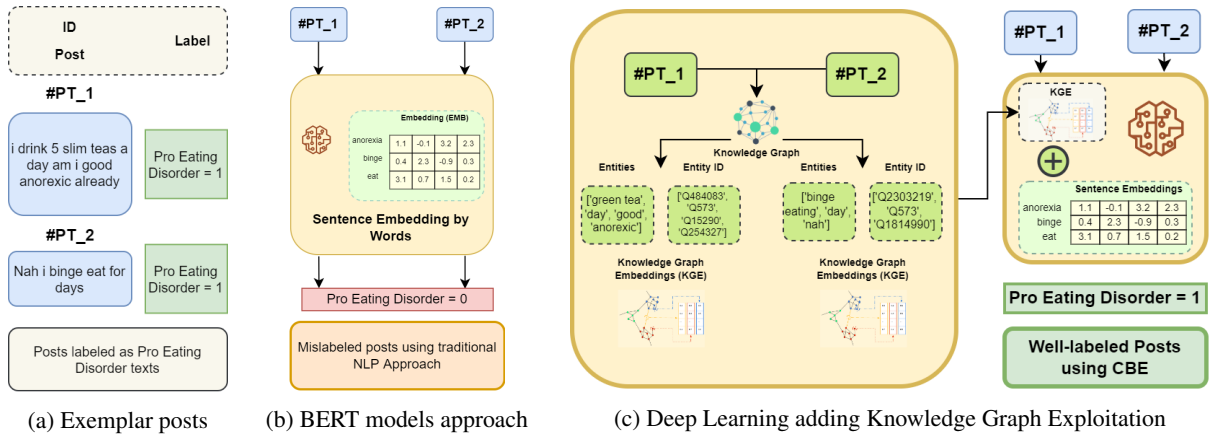 ID
Post
Label
#PT_1
i drink 5 slim teas a
day am i good
anorexic already
Pro Eating
Disorder = 1
#PT_2
Nah i binge eat for
days
Pro Eating
Disorder = 1
Posts labeled as Pro Eating
Disorder texts
(a) Exemplar posts
#PT_1
#PT_2
Embedding (EMB)
anorexia 1.1 -0.1 3.2 2.3
binge 0.4 2.3 -0.9 0.3
eat 3.1 0.7 1.5 0.2
Sentence Embedding by
Words
Pro Eating Disorder = 0
Mislabeled posts using traditional
NLP Approach
(b) BERT models approach
#PT_1
#PT_2
Knowledge Graph
Entities
Entity ID
['green tea',
'day', 'good',
'anorexic']
['Q484083',
'Q573',
'Q15290',
'Q254327']
Entities
Entity ID
['binge
eating', 'day',
'nah']
['Q2303219',
'Q573',
'Q1814990']
Knowledge Graph
Embeddings (KGE)
Knowledge Graph
Embeddings (KGE)
#PT_1
#PT_2
KGE
Sentence Embeddings
anorexia 1.1 -0.1 3.2 2.3
binge 0.4 2.3 -0.9 0.3
eat 3.1 0.7 1.5 0.2
Pro Eating Disorder = 1
Well-labeled Posts
using CBE
(c) Deep Learning adding Knowledge Graph Exploitation